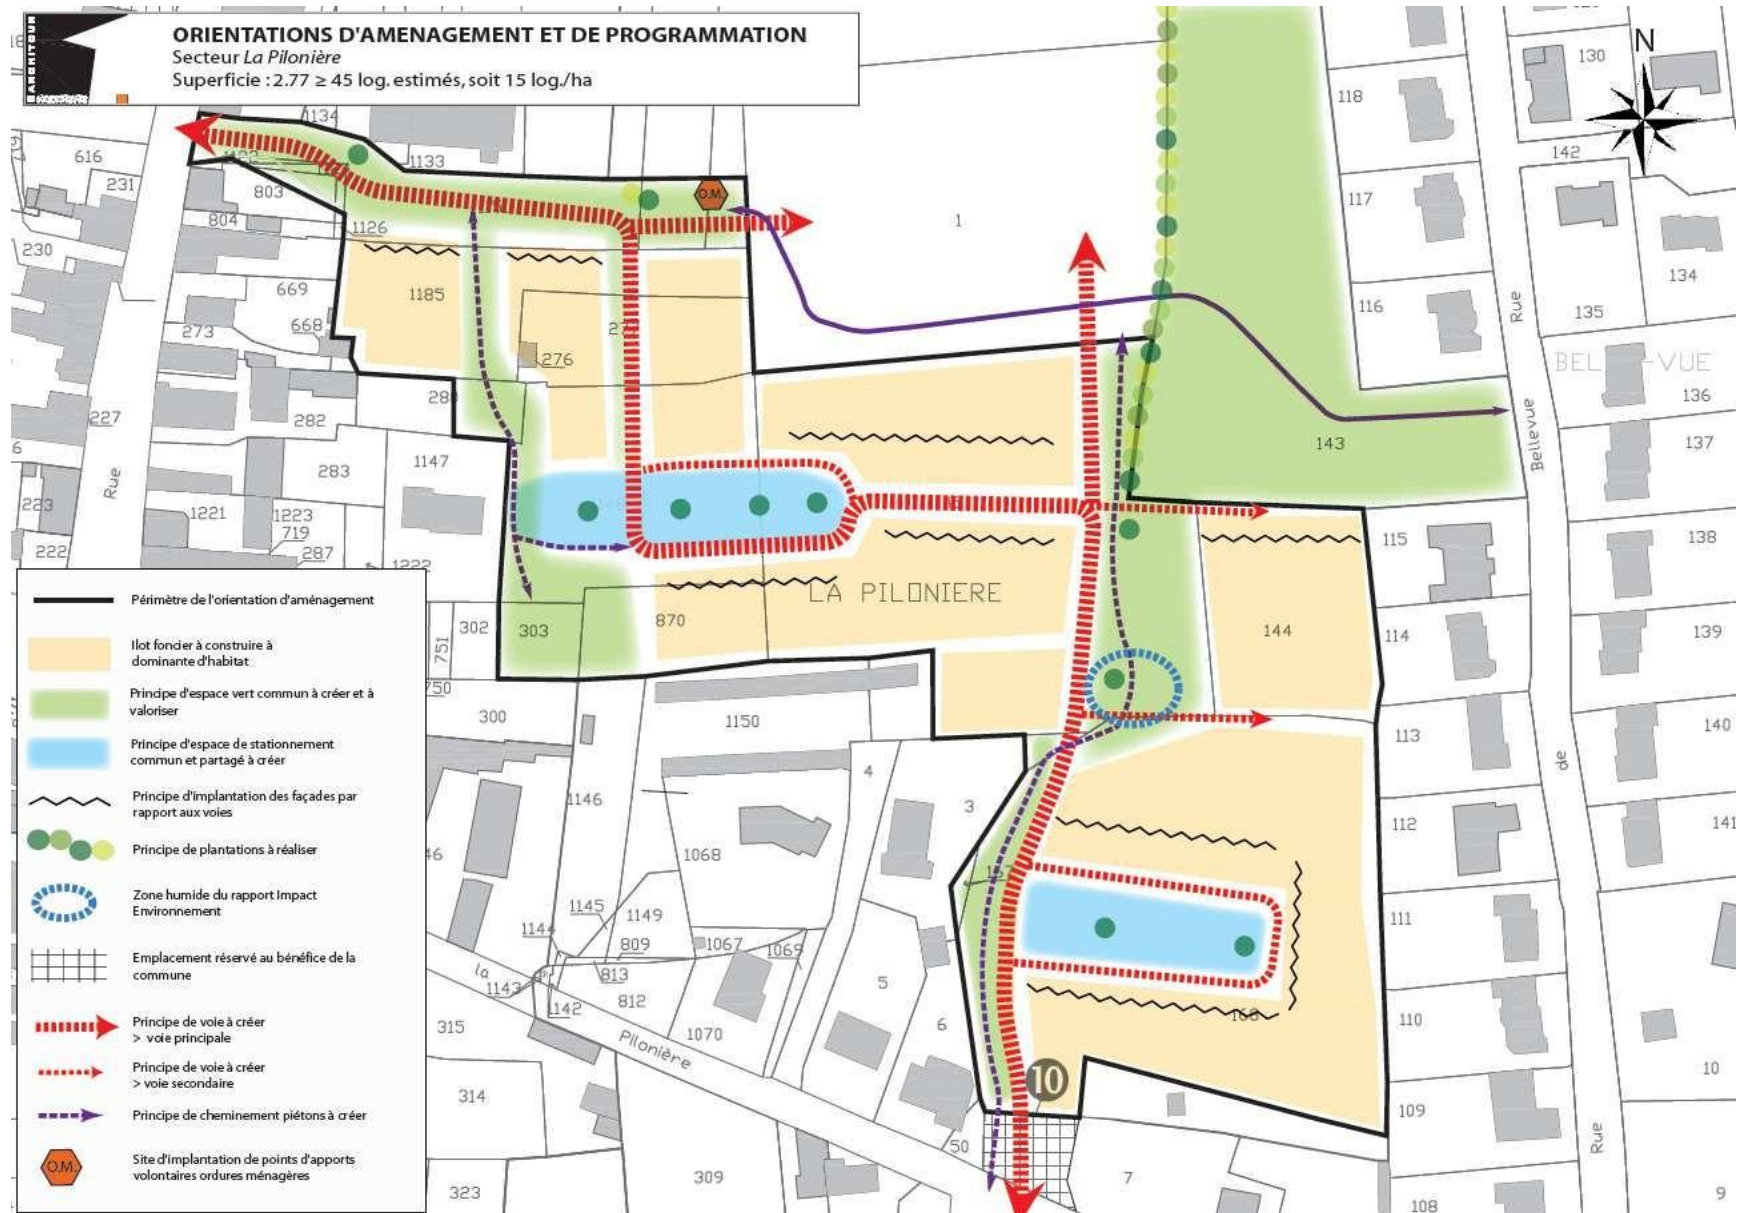 ARCHITOUR
ORIENTATIONS D'AMENAGEMENT ET DE PROGRAMMATION
Secteur La Pilonière
Superficie : 2.77 ≥ 45 log. estimés, soit 15 log./ha
N
130
118
142
1134
616
1133
231
803
804
117
1
134
230
1126
O.M.
669
1185
116
135
Rue
273
668
276
BEL
VUE
136
227
282
143
137
Bellevue
283
1147
Rue
223
1221
1223
719
222
287
1222
115
138
LA PILONIERE
302
303
870
144
114
139
751
750
300
1150
113
140
de
4
3
1146
112
141
46
1068
1145
1149
111
1144
809
1067
1069
la
813
1143
1142
812
5
315
1070
6
168
110
Pilonière
10
10
314
109
50
Rue
309
7
323
108
9
Périmètre de l'orientation d'aménagement
Ilot foncier à construire à
dominante d'habitat
Principe d'espace vert commun à créer et à
valoriser
Principe d'espace de stationnement
commun et partagé à créer
Principe d'implantation des façades par
rapport aux voies
Principe de plantations à réaliser
Zone humide du rapport Impact
Environnement
Emplacement réservé au bénéfice de la
commune
Principe de voie à créer
> voie principale
Principe de voie à créer
> voie secondaire
Principe de cheminement piétons à créer
O.M.
Site d'implantation de points d'apports
volontaires ordures ménagères